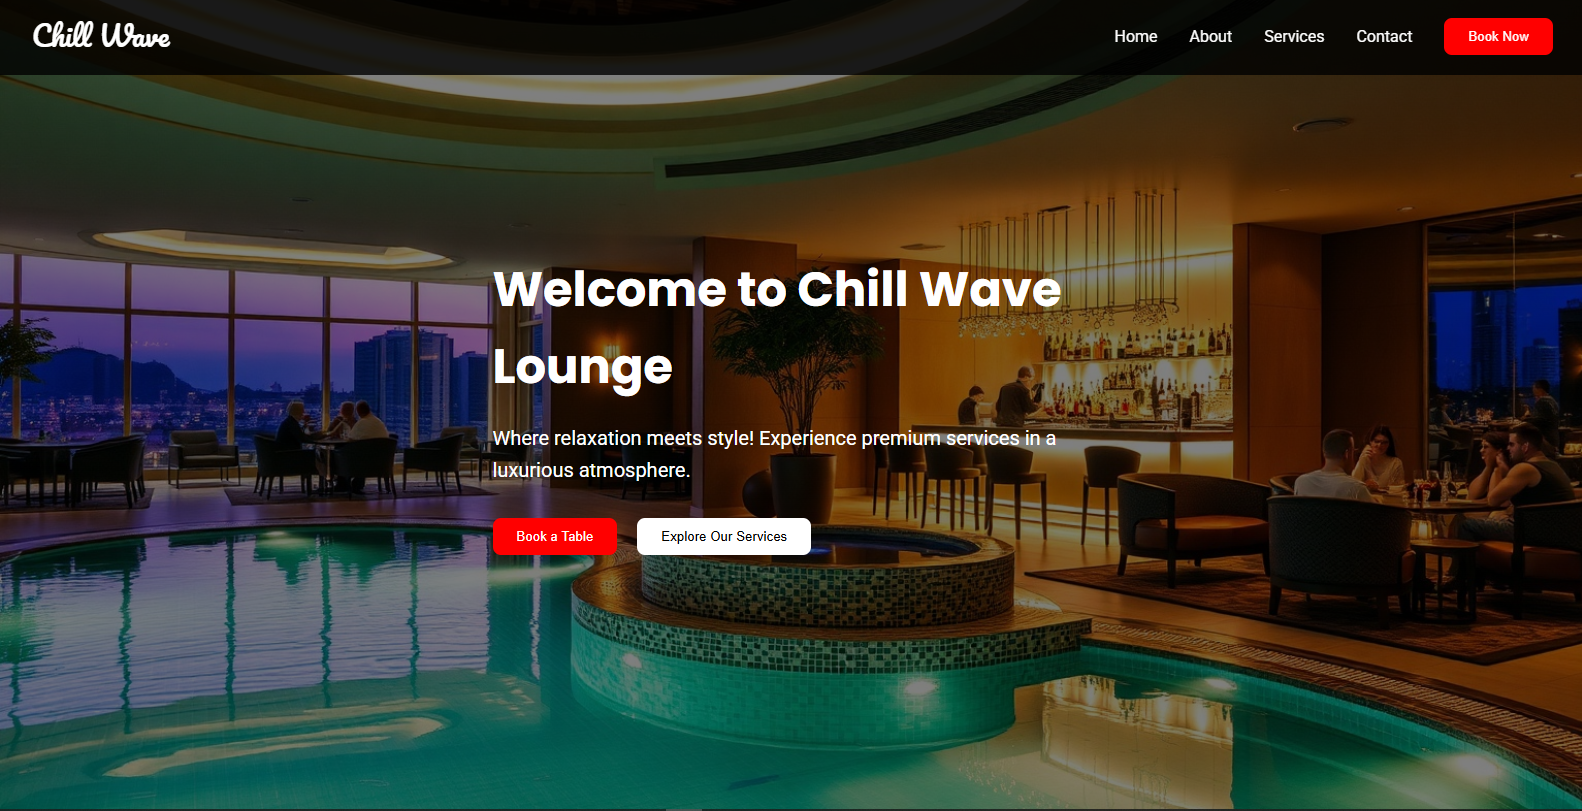 Chill Wave
Home About Services Contact Book Now
Welcome to Chill Wave
Lounge
Where relaxation meets style! Experience premium services in a
luxurious atmosphere.
Book a Table Explore Our Services